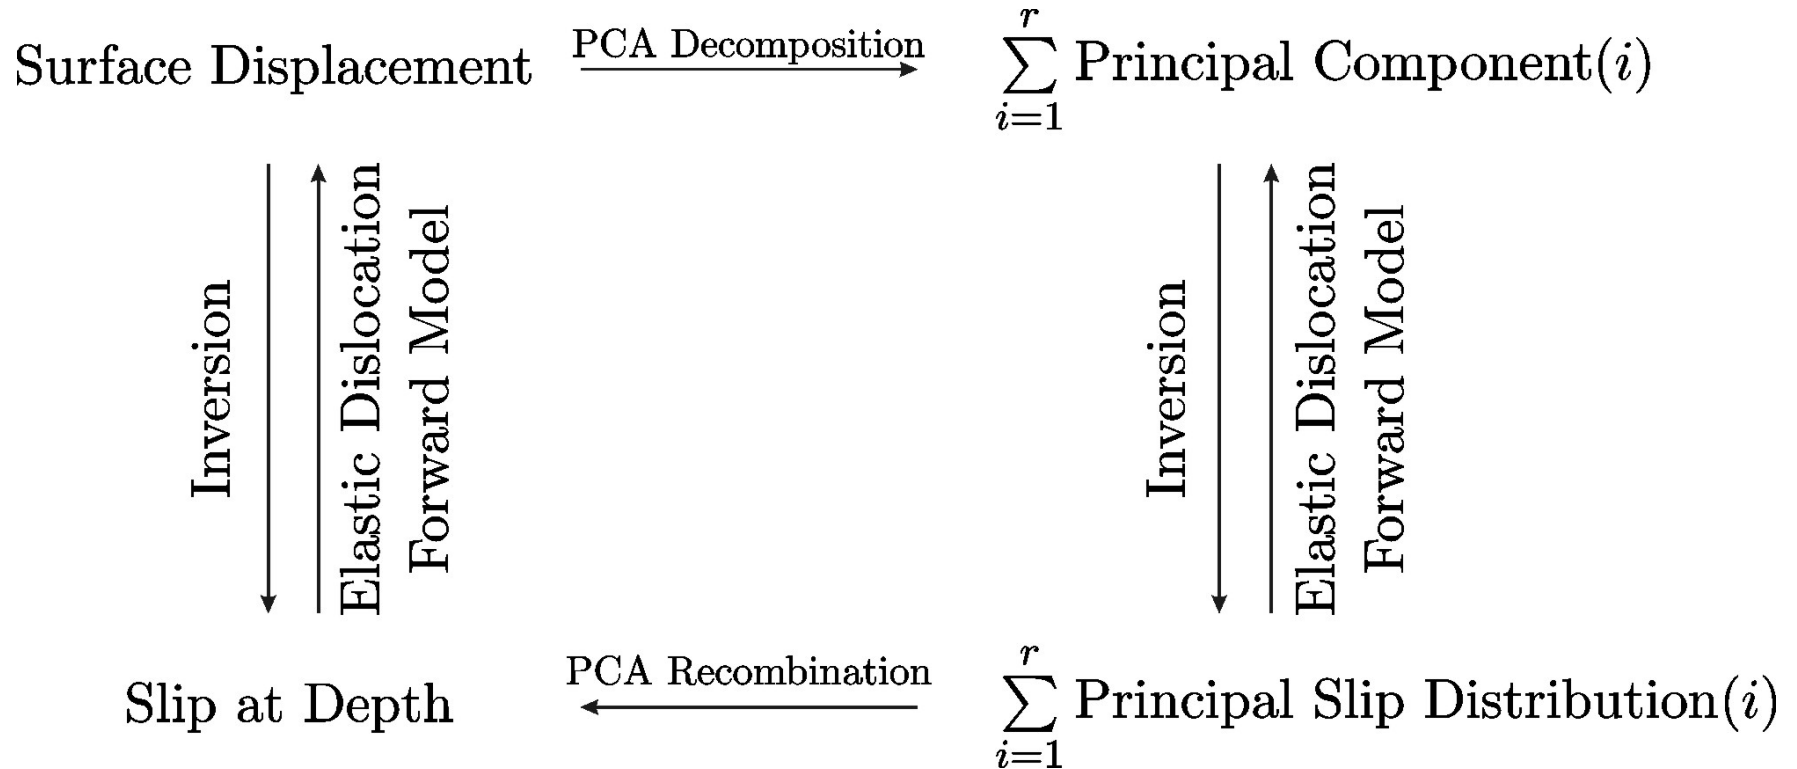 Surface Displacement
PCA Decomposition
r
∑ Principal Component(i)
i=1
Inversion
Elastic Dislocation
Forward Model
Inversion
Elastic Dislocation
Forward Model
Slip at Depth
PCA Recombination
r
∑ Principal Slip Distribution(i)
i=1